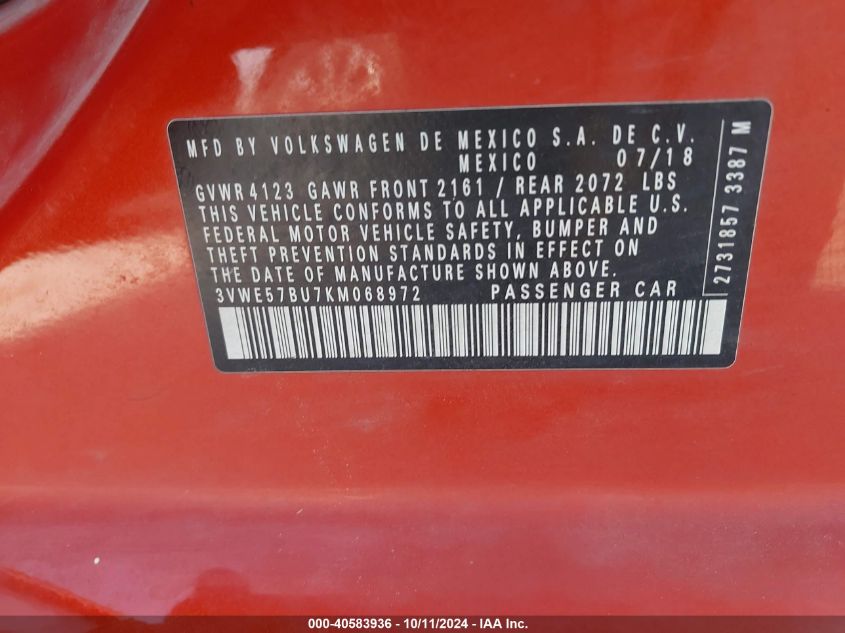 MFD BY VOLKSWAGEN DE MEXICO S.A. DE C.V.
MEXICO 07/18
GVWR 4123 GAWR FRONT 2161 / REAR 2072 LBS
THIS VEHICLE CONFORMS TO ALL APPLICABLE U.S.
FEDERAL MOTOR VEHICLE SAFETY, BUMPER AND
THEFT PREVENTION STANDARDS IN EFFECT ON
THE DATE OF MANUFACTURE SHOWN ABOVE.
3VWE57BU7KM068972 PASSENGER CAR
2731857 3387 M
000-40583936 - 10/11/2024 - IAA Inc.